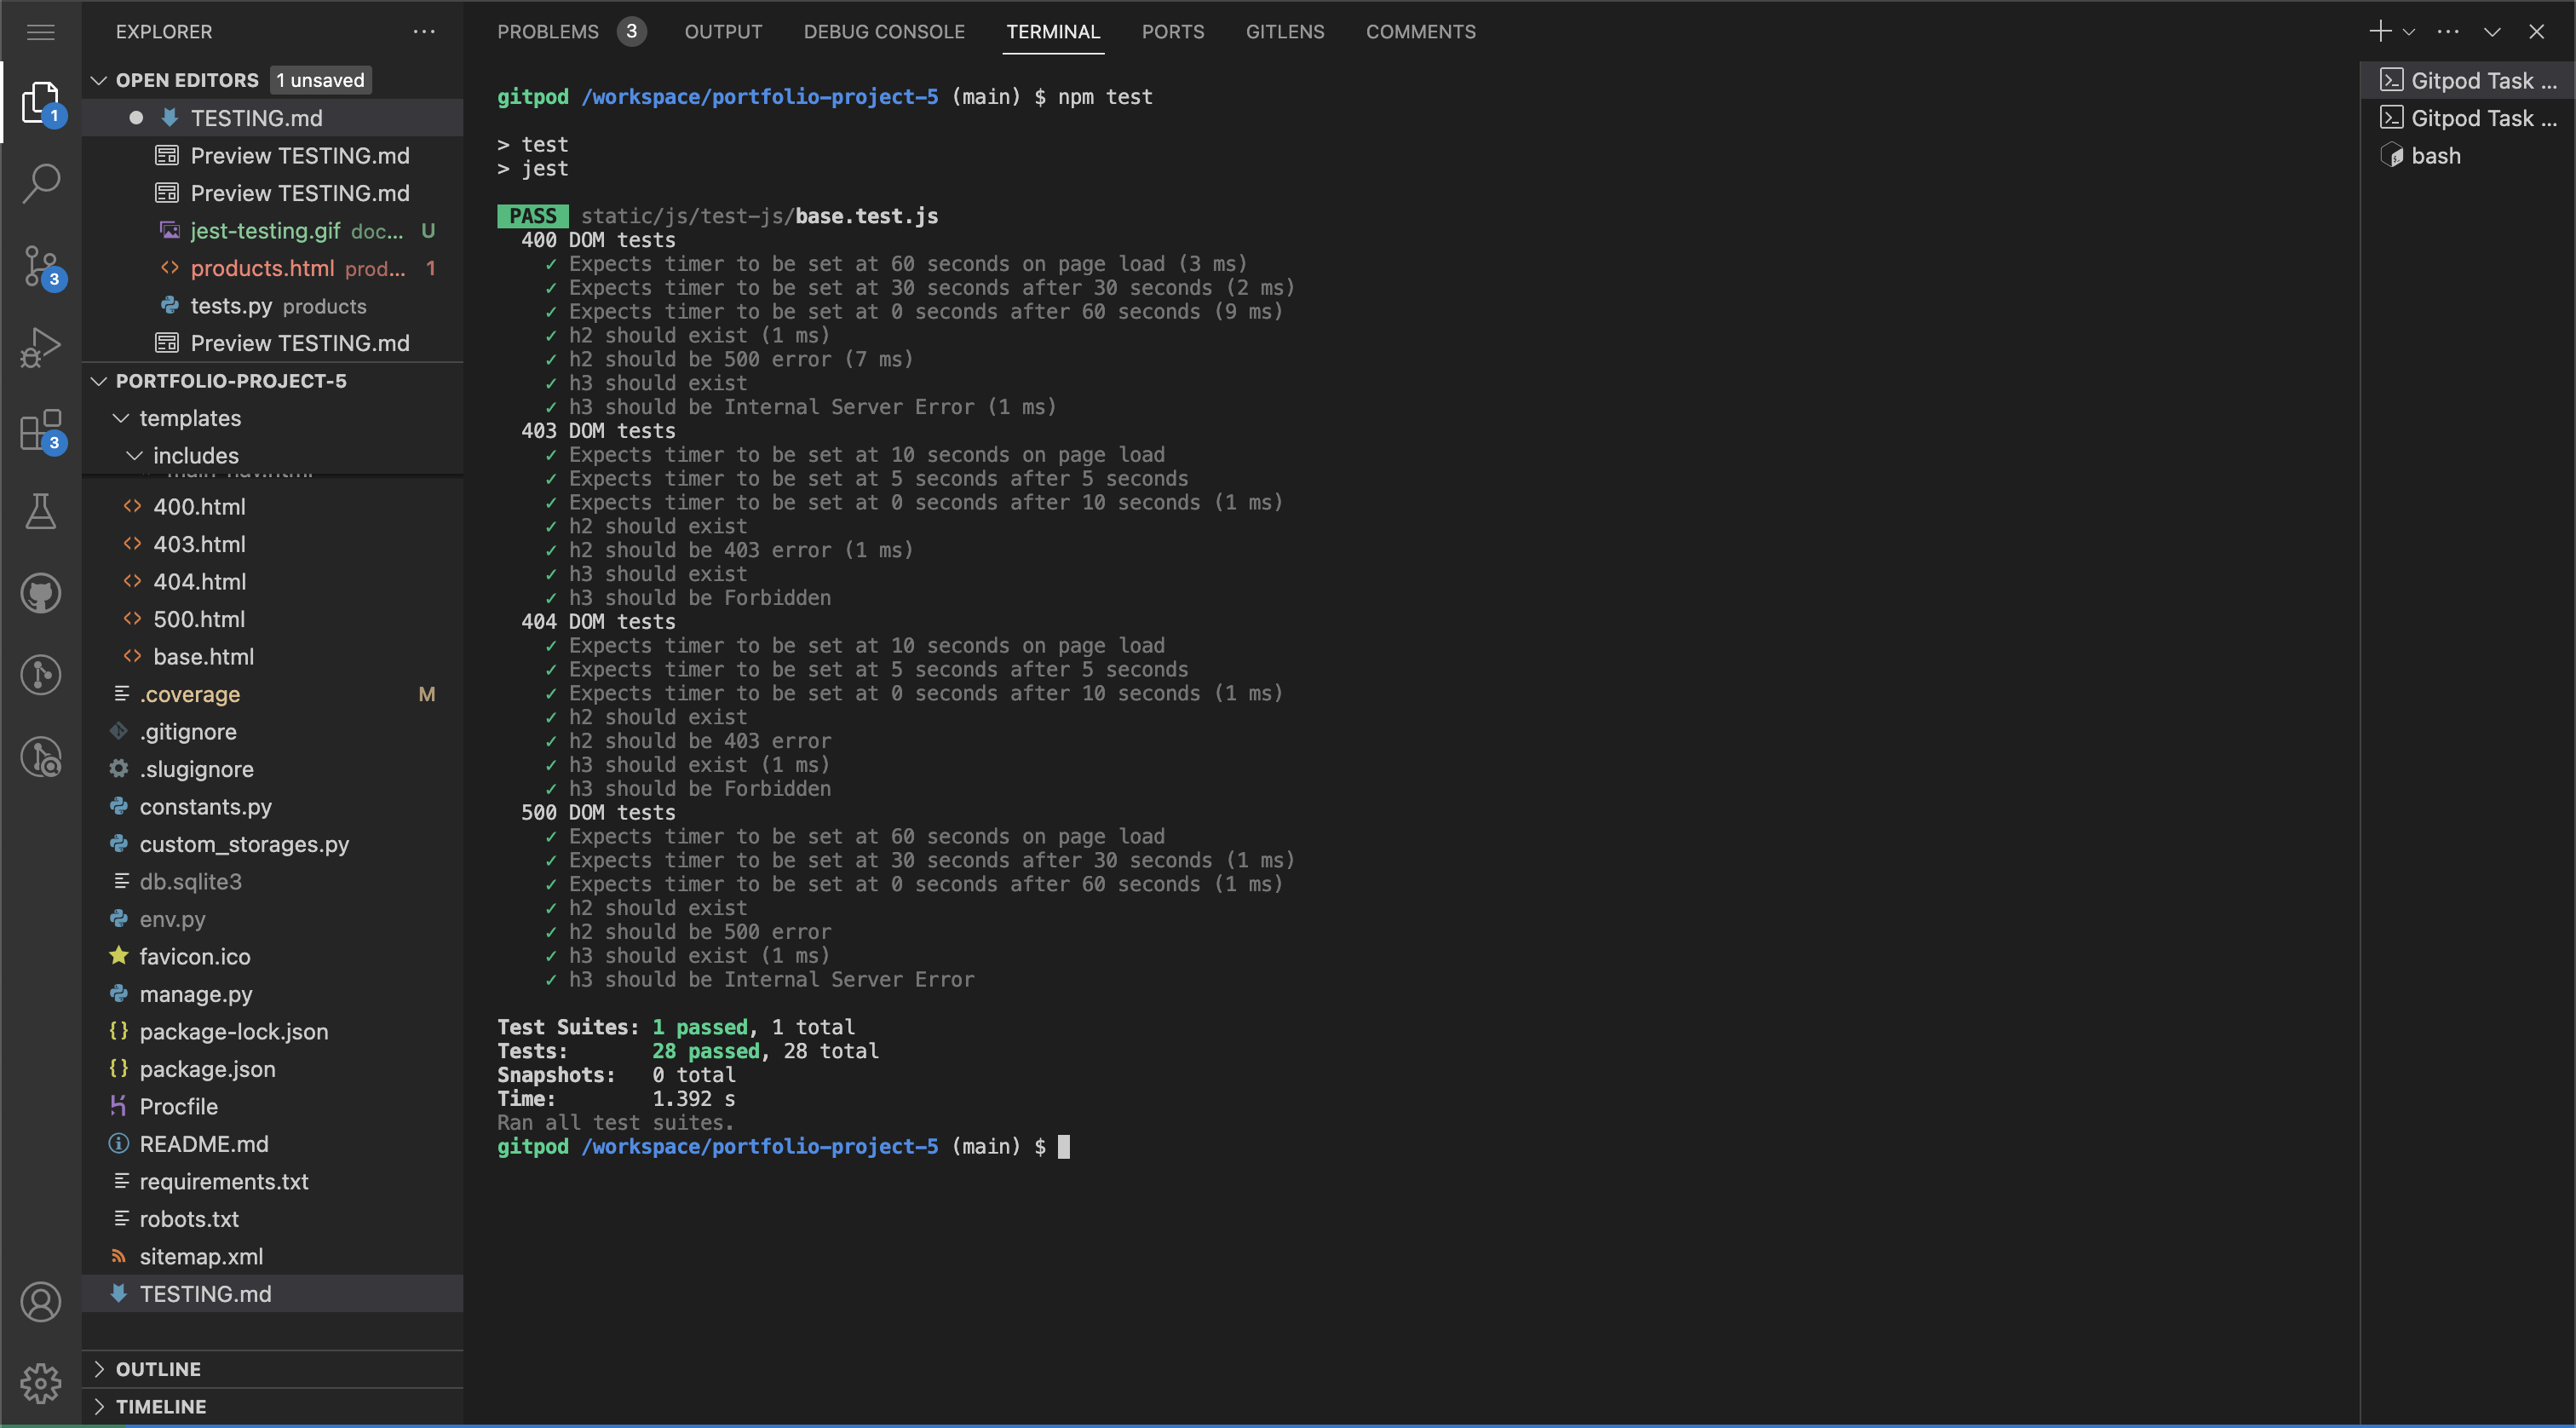 EXPLORER
OPEN EDITORS 1 unsaved
TESTING.md
Preview TESTING.md
Preview TESTING.md
jest-testing.gif doc... U
products.html prod... 1
tests.py products
Preview TESTING.md
PORTFOLIO-PROJECT-5
templates
includes
400.html
403.html
404.html
500.html
base.html
.coverage M
.gitignore
.slugignore
constants.py
custom_storages.py
db.sqlite3
env.py
favicon.ico
manage.py
package-lock.json
package.json
Procfile
README.md
requirements.txt
robots.txt
sitemap.xml
TESTING.md
OUTLINE
TIMELINE
1
3
3
PROBLEMS 3 OUTPUT DEBUG CONSOLE TERMINAL PORTS GITLENS COMMENTS
gitpod /workspace/portfolio-project-5 (main) $ npm test
> test
> jest
PASS static/js/test-js/base.test.js
400 DOM tests
✓ Expects timer to be set at 60 seconds on page load (3 ms)
✓ Expects timer to be set at 30 seconds after 30 seconds (2 ms)
✓ Expects timer to be set at 0 seconds after 60 seconds (9 ms)
✓ h2 should exist (1 ms)
✓ h2 should be 500 error (7 ms)
✓ h3 should exist
✓ h3 should be Internal Server Error (1 ms)
403 DOM tests
✓ Expects timer to be set at 10 seconds on page load
✓ Expects timer to be set at 5 seconds after 5 seconds
✓ Expects timer to be set at 0 seconds after 10 seconds (1 ms)
✓ h2 should exist
✓ h2 should be 403 error (1 ms)
✓ h3 should exist
✓ h3 should be Forbidden
404 DOM tests
✓ Expects timer to be set at 10 seconds on page load
✓ Expects timer to be set at 5 seconds after 5 seconds
✓ Expects timer to be set at 0 seconds after 10 seconds (1 ms)
✓ h2 should exist
✓ h2 should be 403 error
✓ h3 should exist (1 ms)
✓ h3 should be Forbidden
500 DOM tests
✓ Expects timer to be set at 60 seconds on page load
✓ Expects timer to be set at 30 seconds after 30 seconds (1 ms)
✓ Expects timer to be set at 0 seconds after 60 seconds (1 ms)
✓ h2 should exist
✓ h2 should be 500 error
✓ h3 should exist (1 ms)
✓ h3 should be Internal Server Error
Test Suites: 1 passed, 1 total
Tests: 28 passed, 28 total
Snapshots: 0 total
Time: 1.392 s
Ran all test suites.
gitpod /workspace/portfolio-project-5 (main) $
Gitpod Task ...
Gitpod Task ...
bash